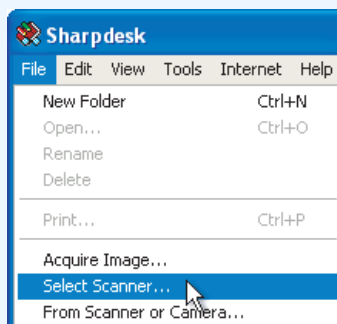 Sharpdesk
File Edit View Tools Internet Help
New Folder Ctrl+N
Open... Ctrl+O
Rename
Delete
Print... Ctrl+P
Acquire Image...
Select Scanner...
From Scanner or Camera...